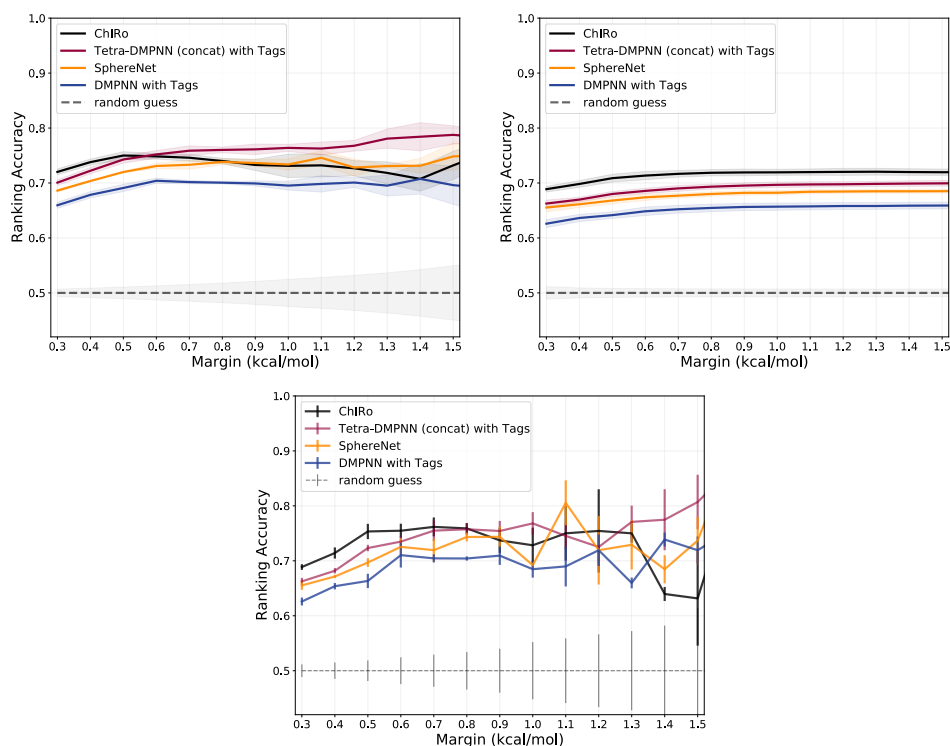 1.0
0.9
0.8
0.7
0.6
0.5
Ranking Accuracy
ChIRo
Tetra-DMPNN (concat) with Tags
SphereNet
DMPNN with Tags
random guess
0.3 0.4 0.5 0.6 0.7 0.8 0.9 1.0 1.1 1.2 1.3 1.4 1.5
Margin (kcal/mol)
1.0
0.9
0.8
0.7
0.6
0.5
Ranking Accuracy
ChIRo
Tetra-DMPNN (concat) with Tags
SphereNet
DMPNN with Tags
random guess
0.3 0.4 0.5 0.6 0.7 0.8 0.9 1.0 1.1 1.2 1.3 1.4 1.5
Margin (kcal/mol)
1.0
0.9
0.8
0.7
0.6
0.5
Ranking Accuracy
ChIRo
Tetra-DMPNN (concat) with Tags
SphereNet
DMPNN with Tags
random guess
0.3 0.4 0.5 0.6 0.7 0.8 0.9 1.0 1.1 1.2 1.3 1.4 1.5
Margin (kcal/mol)